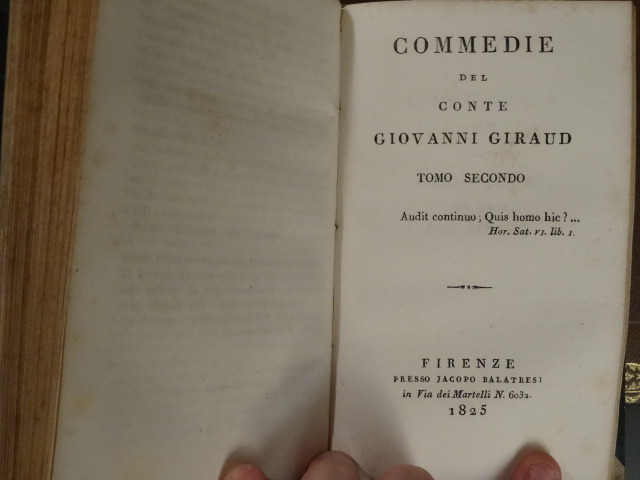 COMMEDIE
DEL
CONTE
GIOVANNI GIRAUD
TOMO SECONDO
Audit continuo; Quis homo hic?...
Hor. Sat. VI. lib. I.
FIRENZE
PRESSO JACOPO BALATRESI
in Via dei Martelli N. 6032.
1825